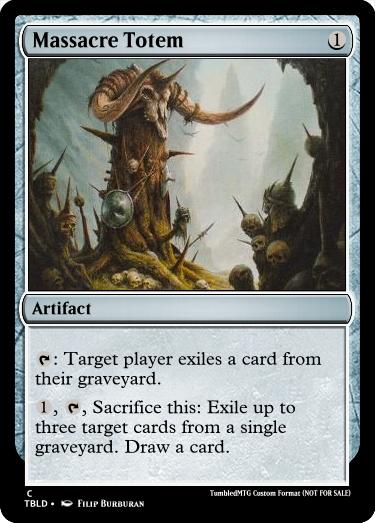 Massacre Totem 1
Artifact
: Target player exiles a card from
their graveyard.
1, , Sacrifice this: Exile up to
three target cards from a single
graveyard. Draw a card.
C
TBLD • Filip Burburan
TumbledMTG Custom Format (NOT FOR SALE)